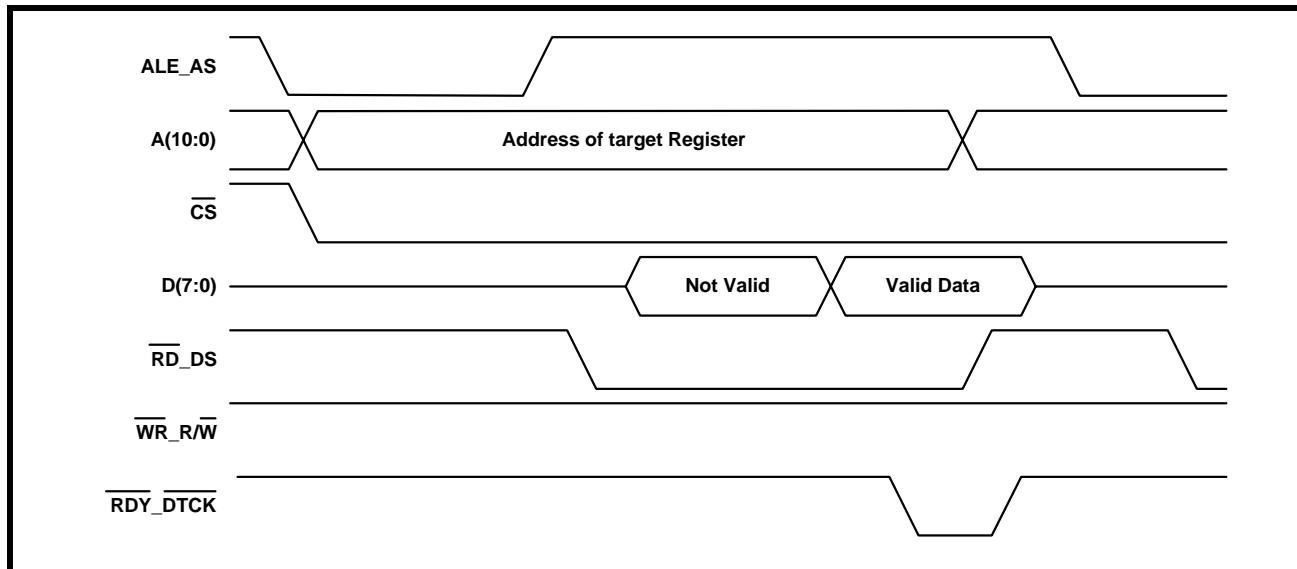 ALE_AS
A(10:0)
Address of target Register
CS
D(7:0)
Not Valid
Valid Data
RD_DS
WR_R/W
RDY_DTCK